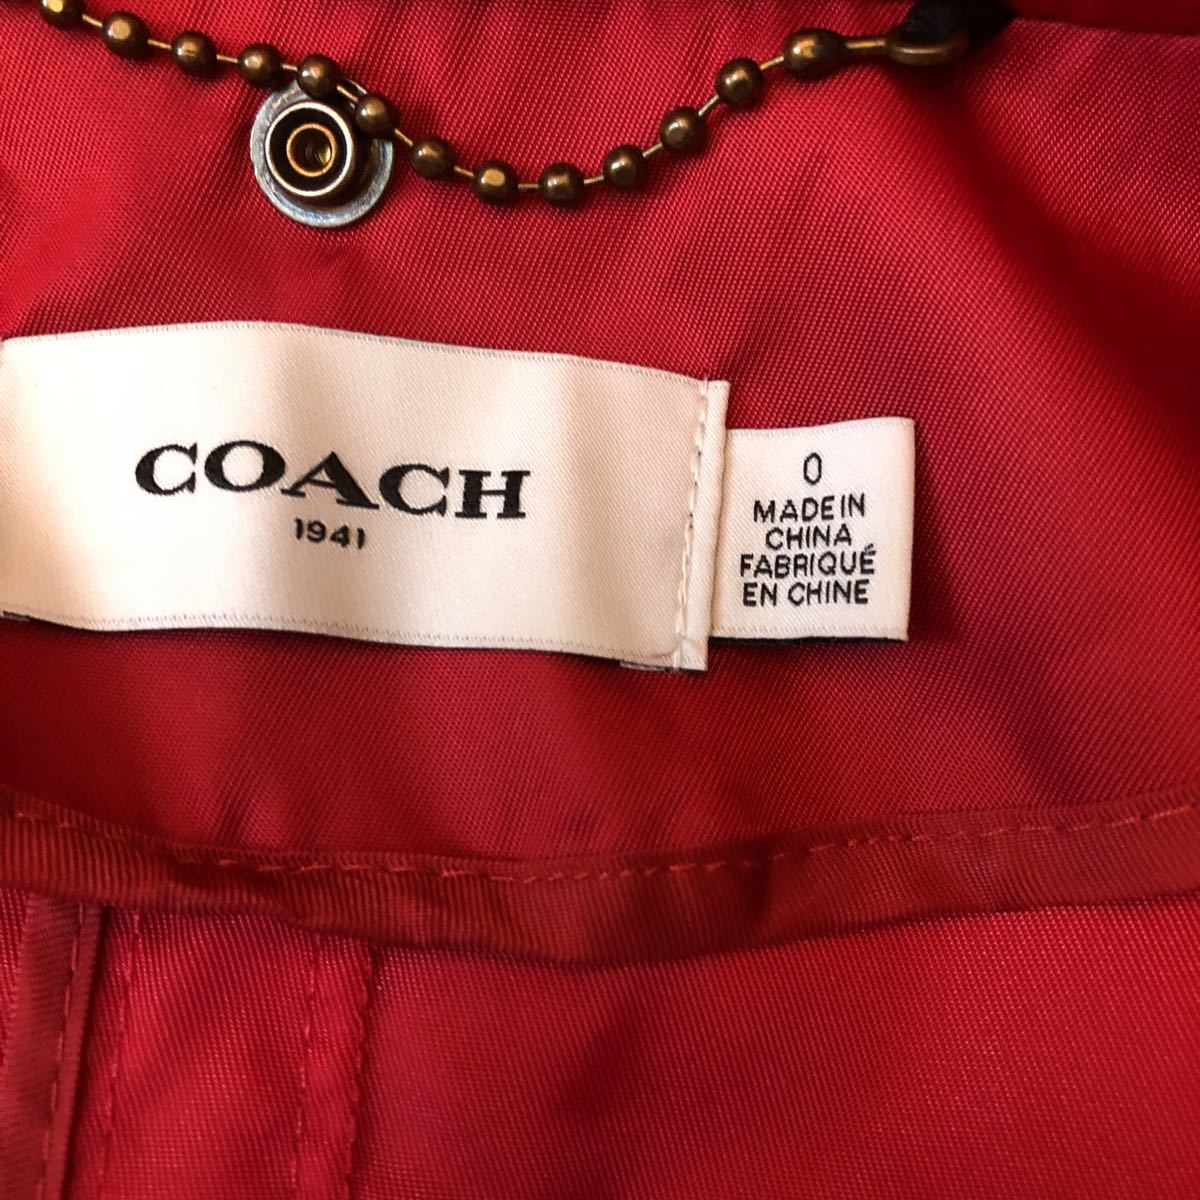 COACH
1941
0
MADE IN
CHINA
FABRIQUÉ
EN CHINE